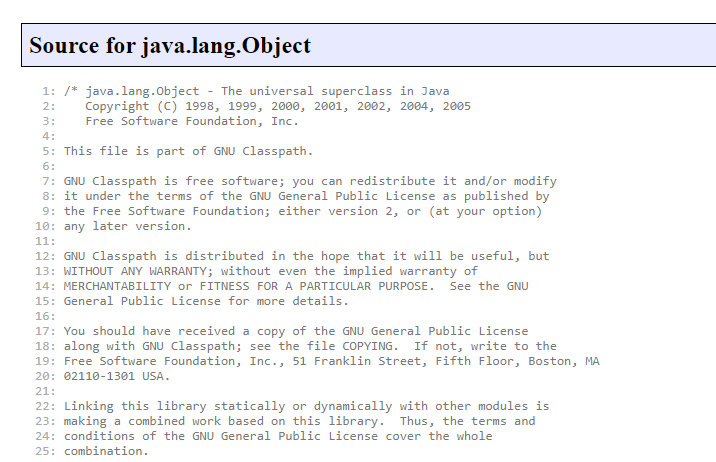 Source for java.lang.Object
1: /* java.lang.Object - The universal superclass in Java
2:    Copyright (C) 1998, 1999, 2000, 2001, 2002, 2004, 2005
3:    Free Software Foundation, Inc.
4:
5: This file is part of GNU Classpath.
6:
7: GNU Classpath is free software; you can redistribute it and/or modify
8: it under the terms of the GNU General Public License as published by
9: the Free Software Foundation; either version 2, or (at your option)
10: any later version.
11:
12: GNU Classpath is distributed in the hope that it will be useful, but
13: WITHOUT ANY WARRANTY; without even the implied warranty of
14: MERCHANTABILITY or FITNESS FOR A PARTICULAR PURPOSE.  See the GNU
15: General Public License for more details.
16:
17: You should have received a copy of the GNU General Public License
18: along with GNU Classpath; see the file COPYING.  If not, write to the
19: Free Software Foundation, Inc., 51 Franklin Street, Fifth Floor, Boston, MA
20: 02110-1301 USA.
21:
22: Linking this library statically or dynamically with other modules is
23: making a combined work based on this library.  Thus, the terms and
24: conditions of the GNU General Public License cover the whole
25: combination.